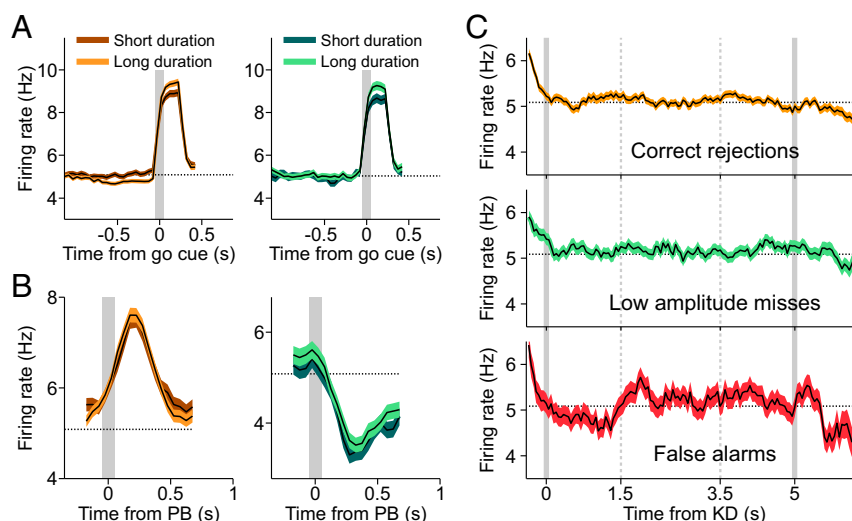 A
Short duration
Long duration
Firing rate (Hz)
10
8
6
4
-0.5
0
0.5
Time from go cue (s)
Short duration
Long duration
10
8
6
4
-0.5
0
0.5
Time from go cue (s)
B
Firing rate (Hz)
8
6
4
0
0.5
1
Time from PB (s)
6
4
0
0.5
1
Time from PB (s)
C
Firing rate (Hz)
6
5
4
Correct rejections
Firing rate (Hz)
6
5
4
Low amplitude misses
Firing rate (Hz)
6
5
4
False alarms
0
1.5
3.5
5
Time from KD (s)